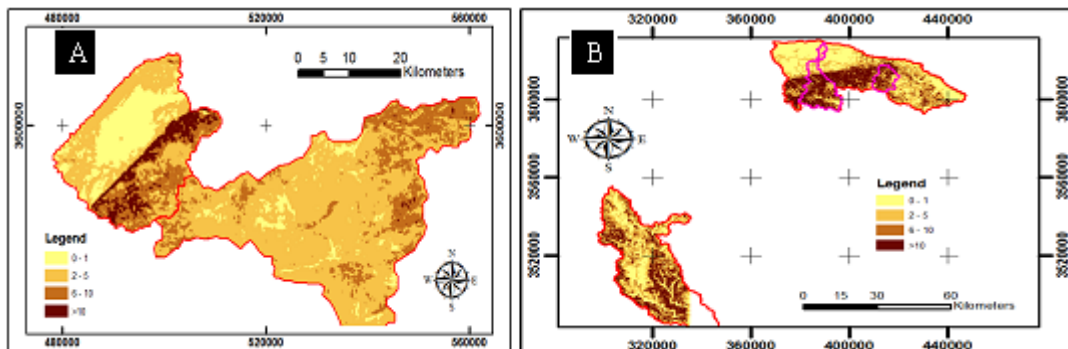 480000 520000 560000
A
0 5 10 20
Kilometers
3600000 3600000
Legend
0 - 1
2 - 5
6 - 10
>10
N
W E
S
480000 520000 560000
320000 360000 400000 440000
B
3600000 3600000
N
W E
S
3560000 3560000
Legend
0 - 1
2 - 5
6 - 10
>10
3520000 3520000
0 15 30 60
Kilometers
320000 360000 400000 440000